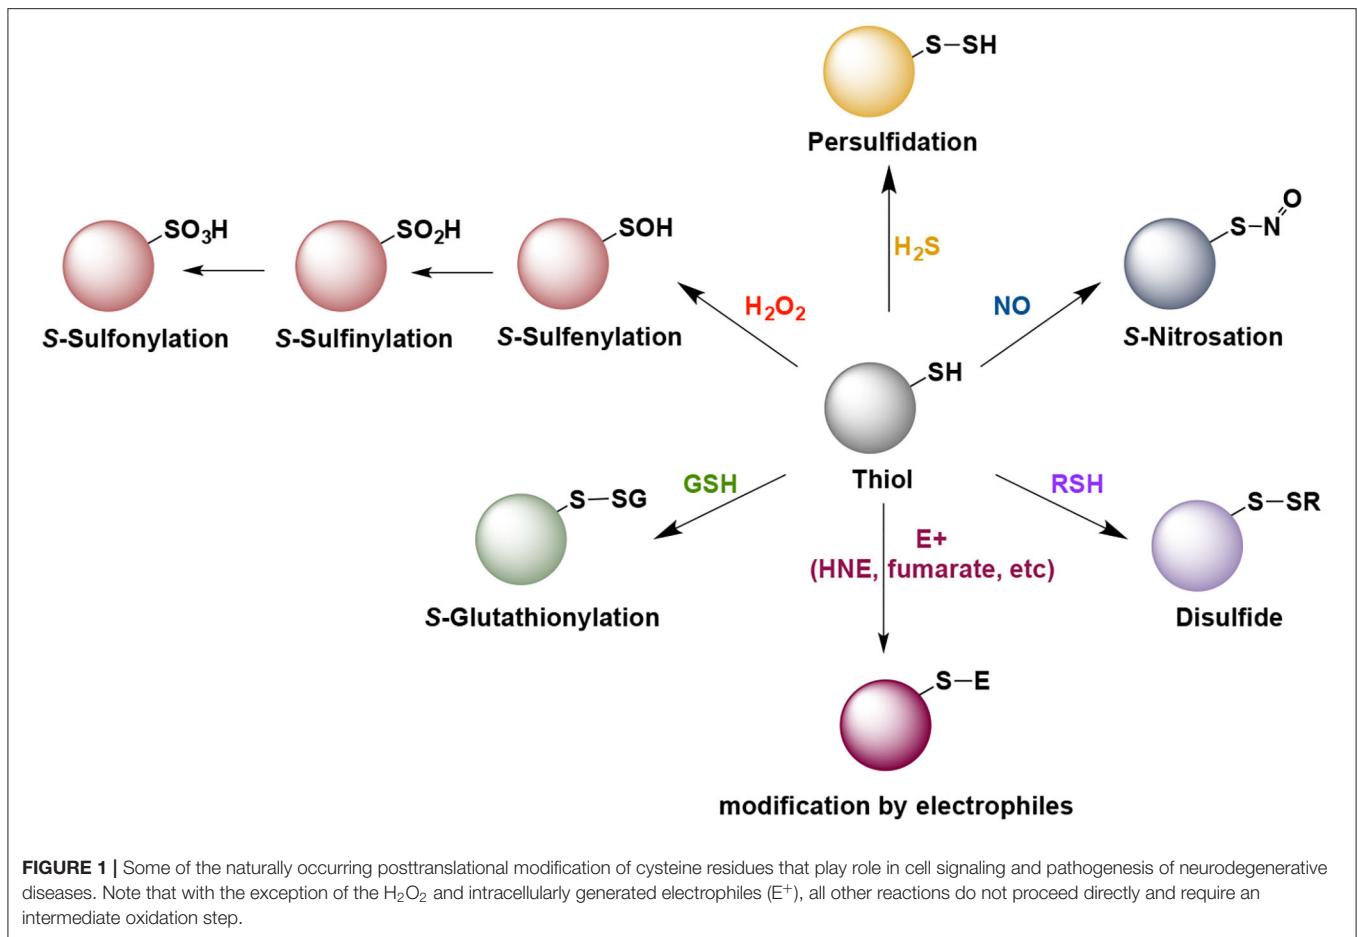 S–SH
Persulfidation
SO₃H
SO₂H
SOH
S–N=O
H₂S
H₂O₂
NO
S-Sulfonylation
S-Sulfinylation
S-Sulfenylation
S-Nitrosation
SH
Thiol
GSH
RSH
S—SG
S—SR
E+
(HNE, fumarate, etc)
S-Glutathionylation
Disulfide
S–E
modification by electrophiles
FIGURE 1 | Some of the naturally occurring posttranslational modification of cysteine residues that play role in cell signaling and pathogenesis of neurodegenerative
diseases. Note that with the exception of the H₂O₂ and intracellularly generated electrophiles (E⁺), all other reactions do not proceed directly and require an
intermediate oxidation step.